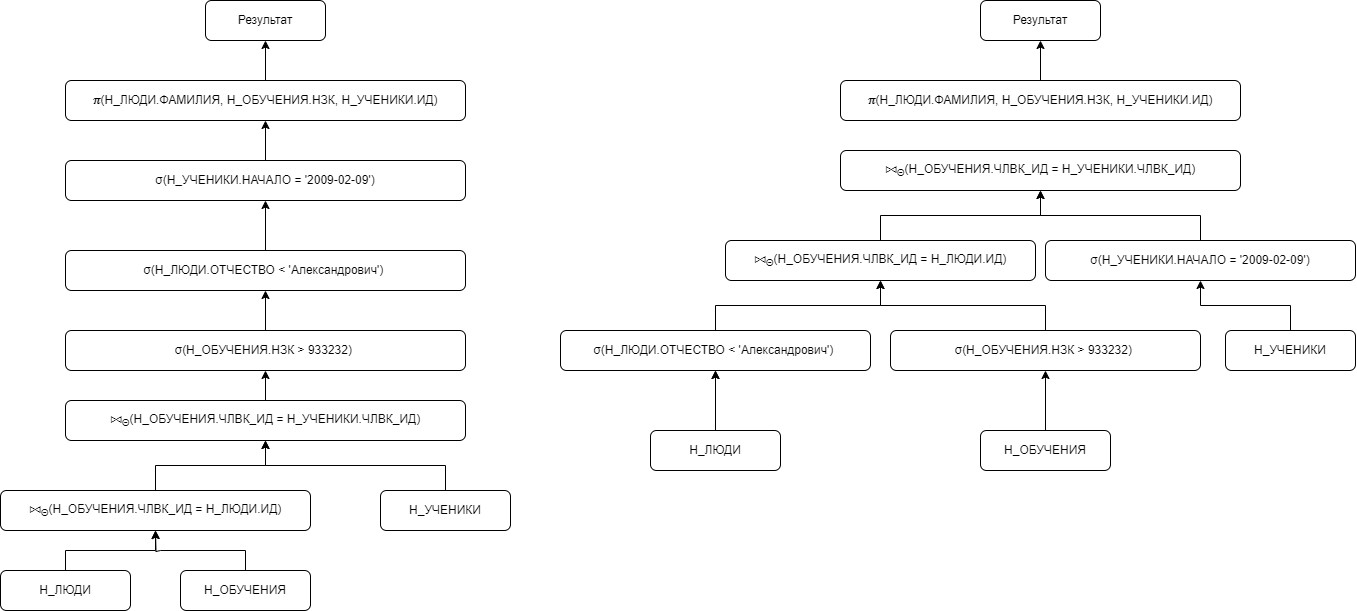 Результат
π(Н_ЛЮДИ.ФАМИЛИЯ, Н_ОБУЧЕНИЯ.НЗК, Н_УЧЕНИКИ.ИД)
σ(Н_УЧЕНИКИ.НАЧАЛО = '2009-02-09')
σ(Н_ЛЮДИ.ОТЧЕСТВО < 'Александрович')
σ(Н_ОБУЧЕНИЯ.НЗК > 933232)
⋈Θ(Н_ОБУЧЕНИЯ.ЧЛВК_ИД = Н_УЧЕНИКИ.ЧЛВК_ИД)
⋈Θ(Н_ОБУЧЕНИЯ.ЧЛВК_ИД = Н_ЛЮДИ.ИД)
Н_УЧЕНИКИ
Н_ЛЮДИ
Н_ОБУЧЕНИЯ
Результат
π(Н_ЛЮДИ.ФАМИЛИЯ, Н_ОБУЧЕНИЯ.НЗК, Н_УЧЕНИКИ.ИД)
⋈Θ(Н_ОБУЧЕНИЯ.ЧЛВК_ИД = Н_УЧЕНИКИ.ЧЛВК_ИД)
⋈Θ(Н_ОБУЧЕНИЯ.ЧЛВК_ИД = Н_ЛЮДИ.ИД)
σ(Н_УЧЕНИКИ.НАЧАЛО = '2009-02-09')
σ(Н_ЛЮДИ.ОТЧЕСТВО < 'Александрович')
σ(Н_ОБУЧЕНИЯ.НЗК > 933232)
Н_УЧЕНИКИ
Н_ЛЮДИ
Н_ОБУЧЕНИЯ